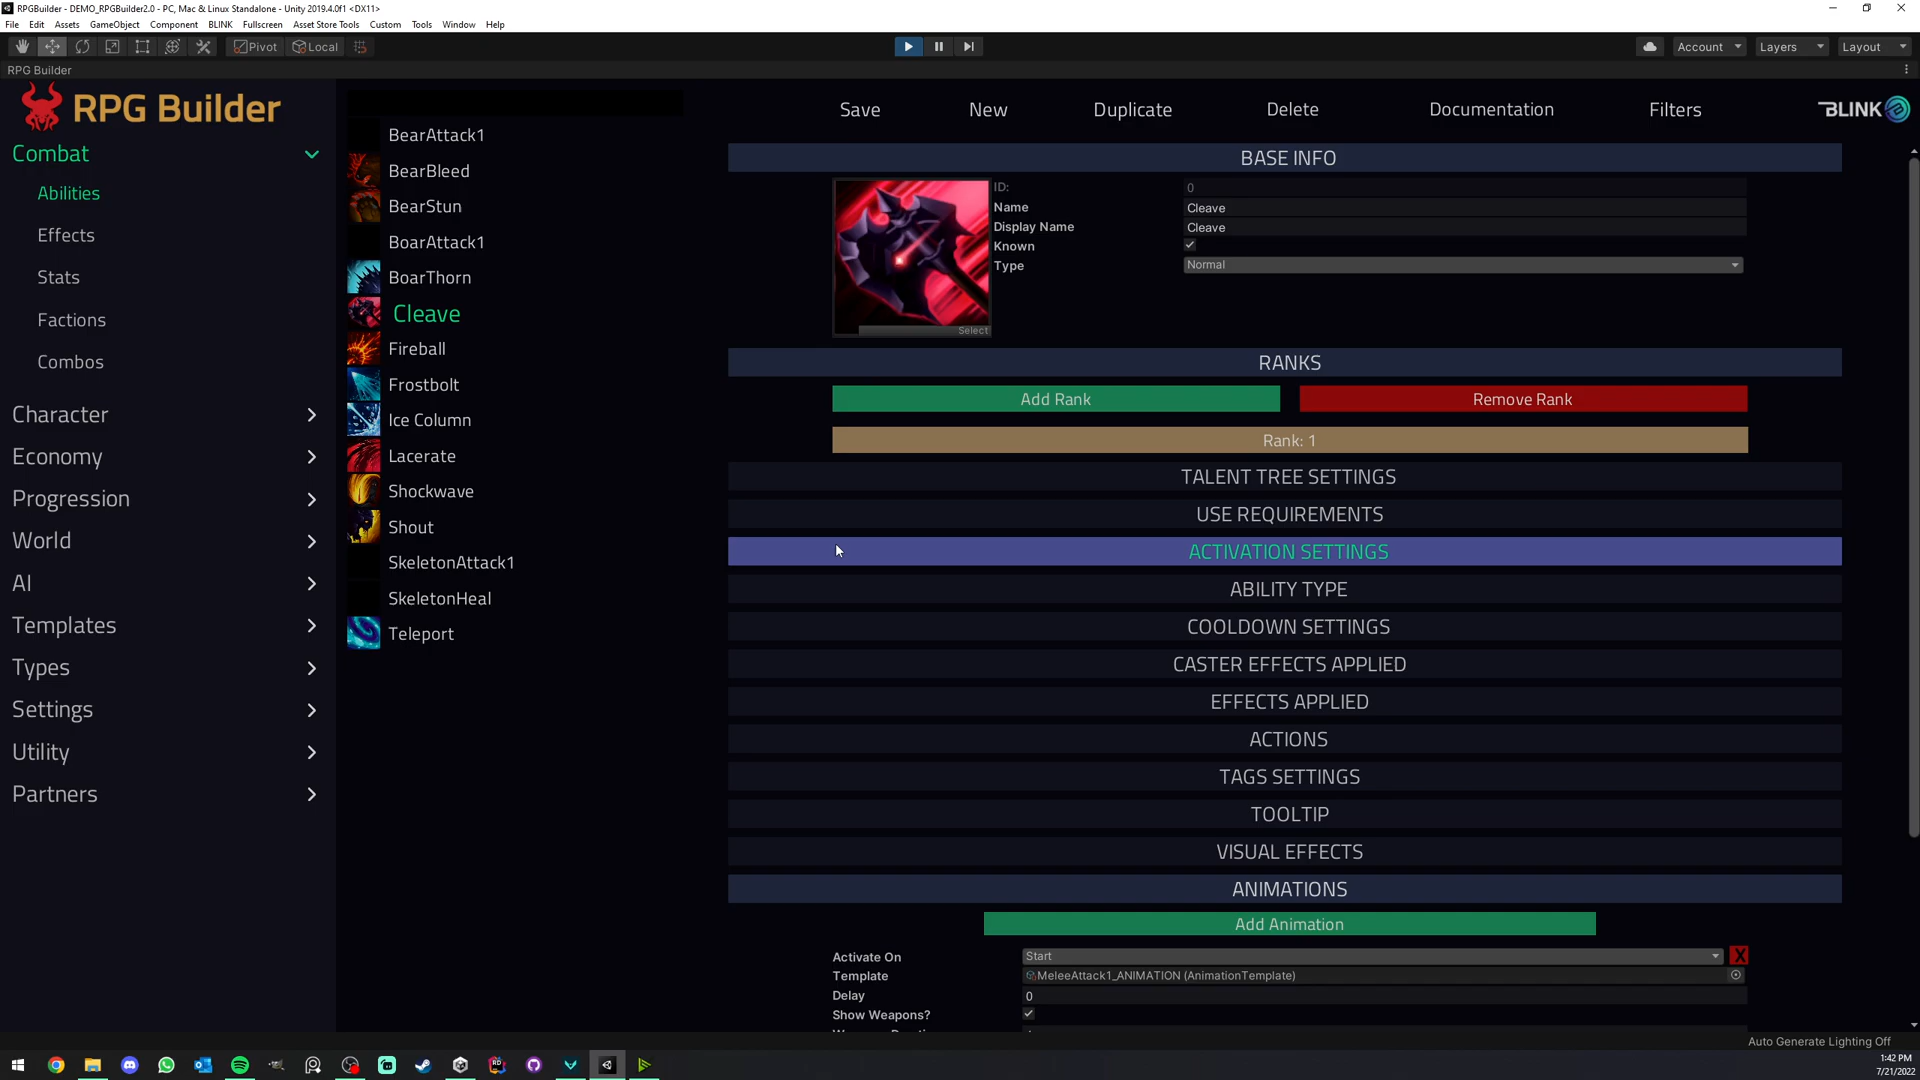 RPGBuilder - DEMO_RPGBuilder2.0 - PC, Mac & Linux Standalone - Unity 2019.4.0f1 <DX11>
File Edit Assets GameObject Component BLINK Fullscreen Asset Store Tools Custom Tools Window Help
Pivot Local Account Layers Layout
RPG Builder
RPG Builder
Combat
Abilities
Effects
Stats
Factions
Combos
Character
Economy
Progression
World
AI
Templates
Types
Settings
Utility
Partners
BearAttack1
BearBleed
BearStun
BoarAttack1
BoarThorn
Cleave
Fireball
Frostbolt
Ice Column
Lacerate
Shockwave
Shout
SkeletonAttack1
SkeletonHeal
Teleport
Save New Duplicate Delete Documentation Filters BLINK
BASE INFO
ID: 0
Name Cleave
Display Name Cleave
Known
Type Normal
Select
RANKS
Add Rank Remove Rank
Rank: 1
TALENT TREE SETTINGS
USE REQUIREMENTS
ACTIVATION SETTINGS
ABILITY TYPE
COOLDOWN SETTINGS
CASTER EFFECTS APPLIED
EFFECTS APPLIED
ACTIONS
TAGS SETTINGS
TOOLTIP
VISUAL EFFECTS
ANIMATIONS
Add Animation
Activate On Start X
Template MeleeAttack1_ANIMATION (AnimationTemplate)
Delay 0
Show Weapons?
Auto Generate Lighting Off
1:42 PM
7/21/2022